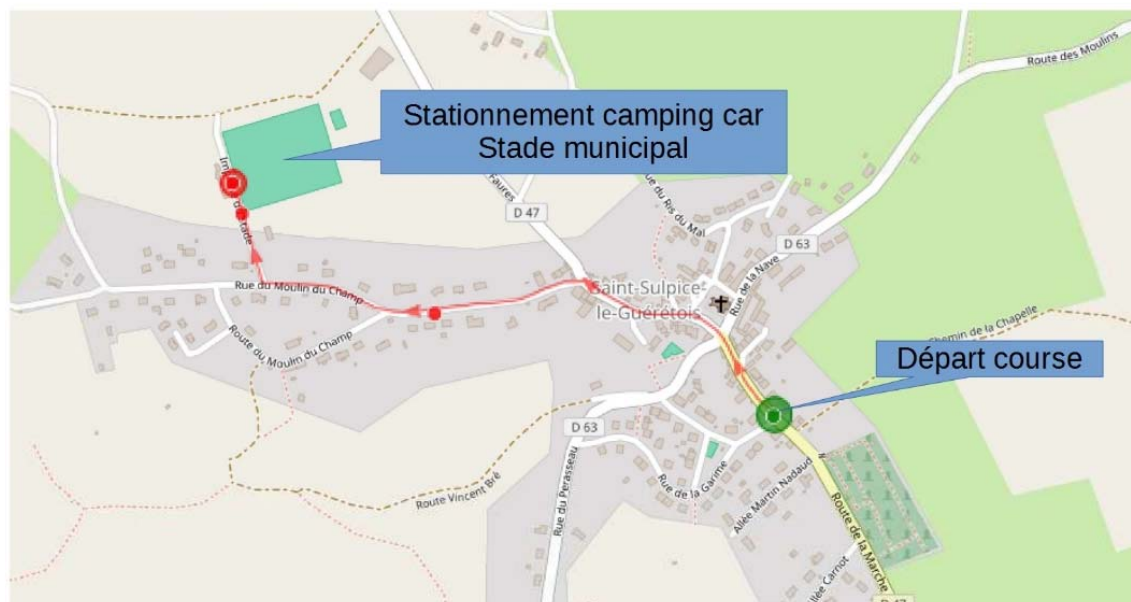 Route des Moulins
Stationnement camping car
Stade municipal
Faures
D 47
Rue du Ris du Mal
D 63
Rue de la Nave
Rue du Moulin du Champ
Saint-Sulpice-
le-Guérétois
Route du Moulin du Champ
Chemin de la Chapelle
Départ course
D 63
Rue du Perasseau
Route Vincent Bré
Rue de la Garime
Allée Martin Nadaud
Route de la Marche
Allée Carnot
D 47